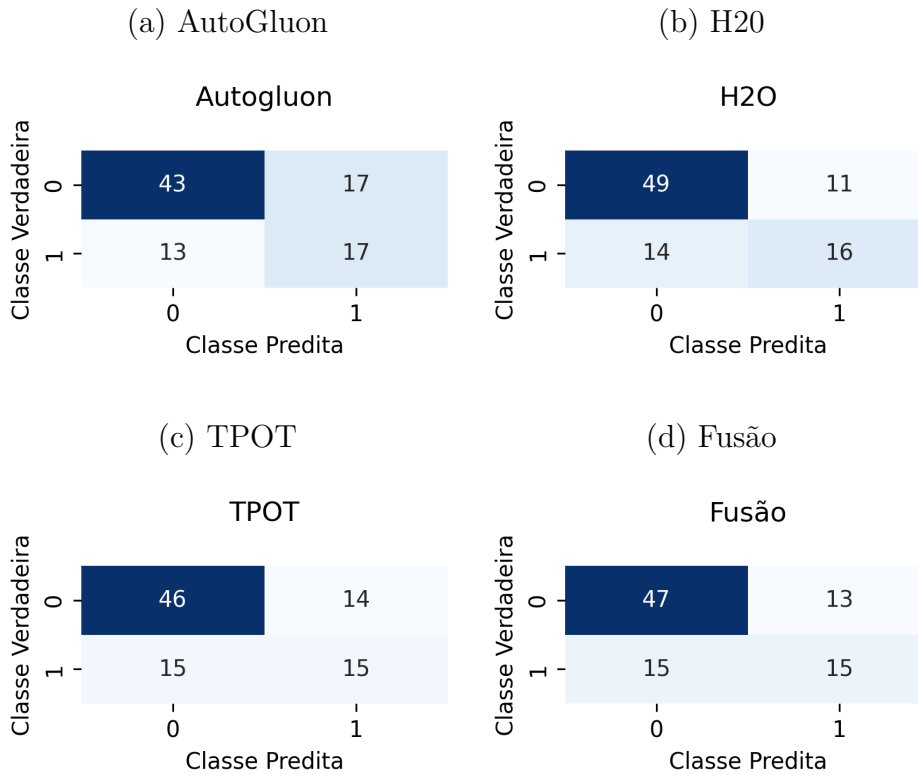 (a) AutoGluon
Autogluon
Classe Verdadeira
0
43
17
1
13
17
0
1
Classe Predita
(b) H20
H2O
Classe Verdadeira
0
49
11
1
14
16
0
1
Classe Predita
(c) TPOT
TPOT
Classe Verdadeira
0
46
14
1
15
15
0
1
Classe Predita
(d) Fusão
Fusão
Classe Verdadeira
0
47
13
1
15
15
0
1
Classe Predita